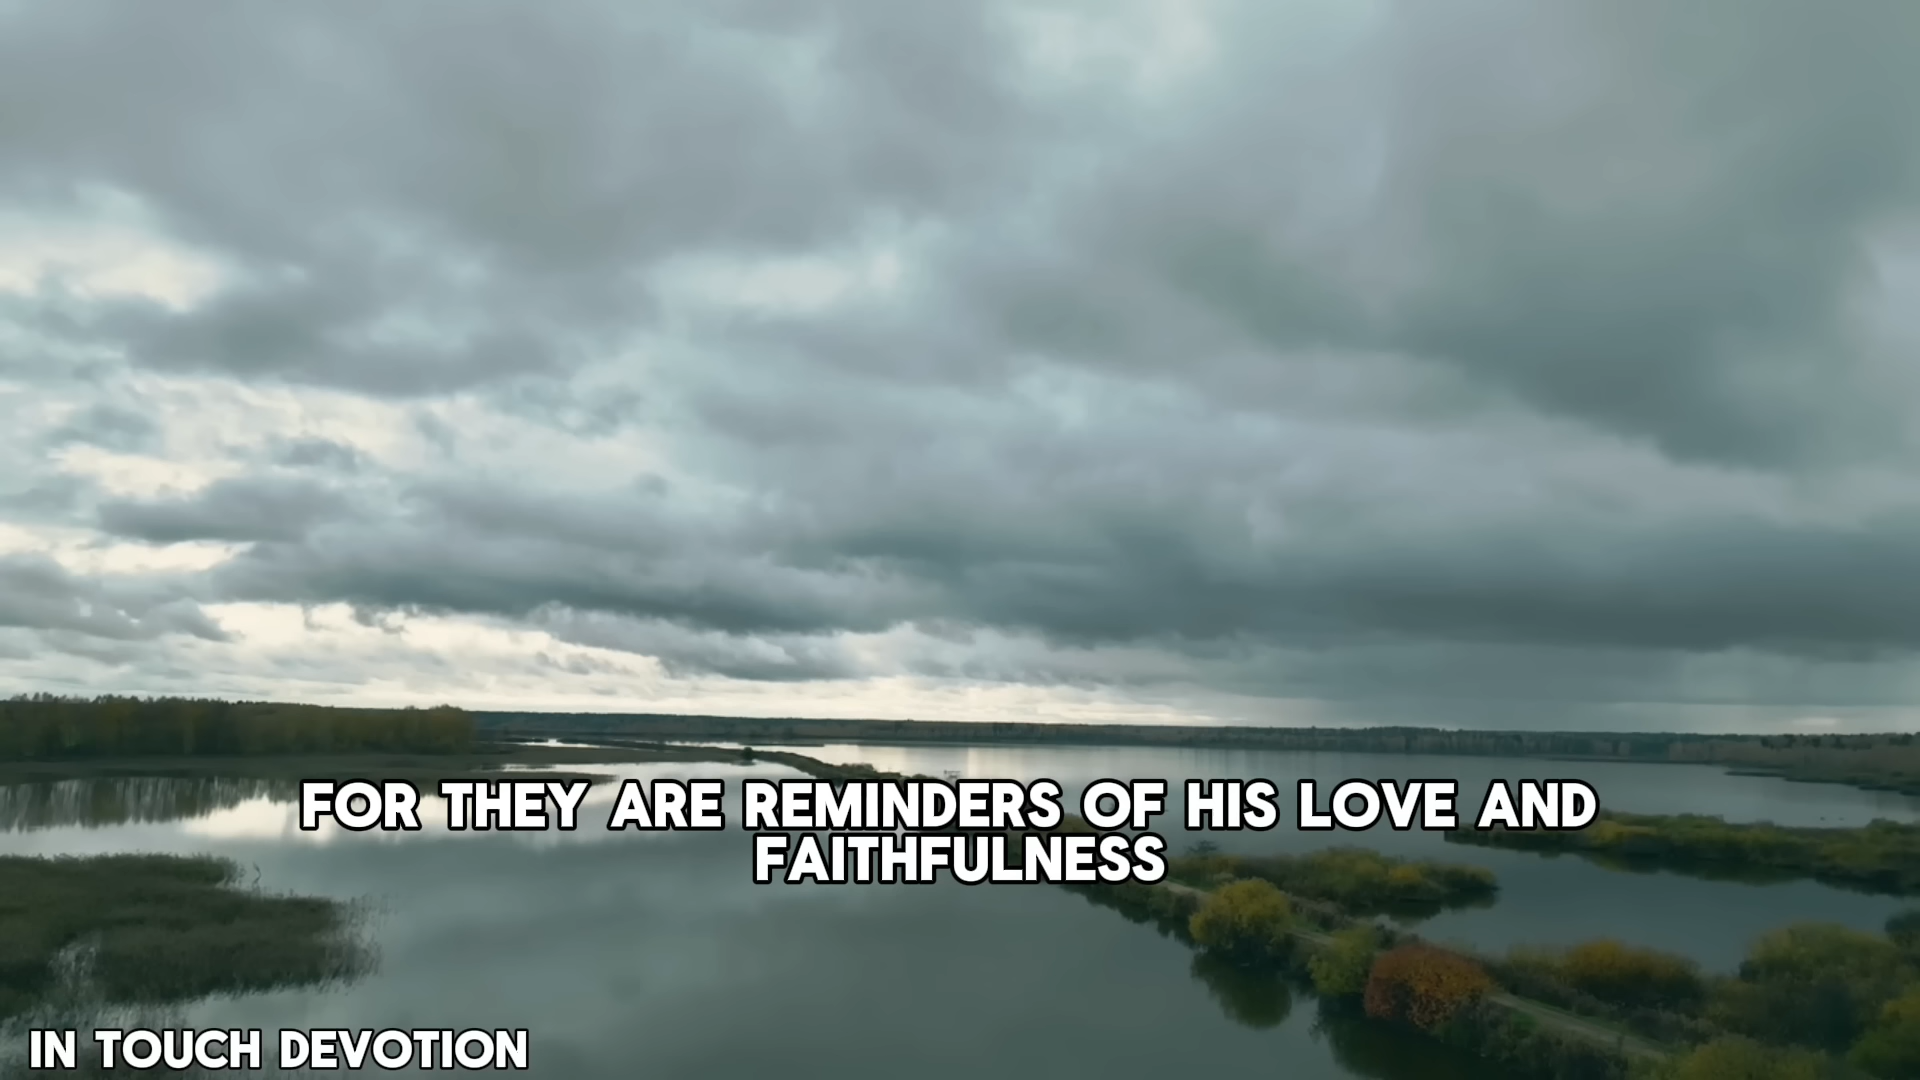 FOR THEY ARE REMINDERS OF HIS LOVE AND
FAITHFULNESS
IN TOUCH DEVOTION